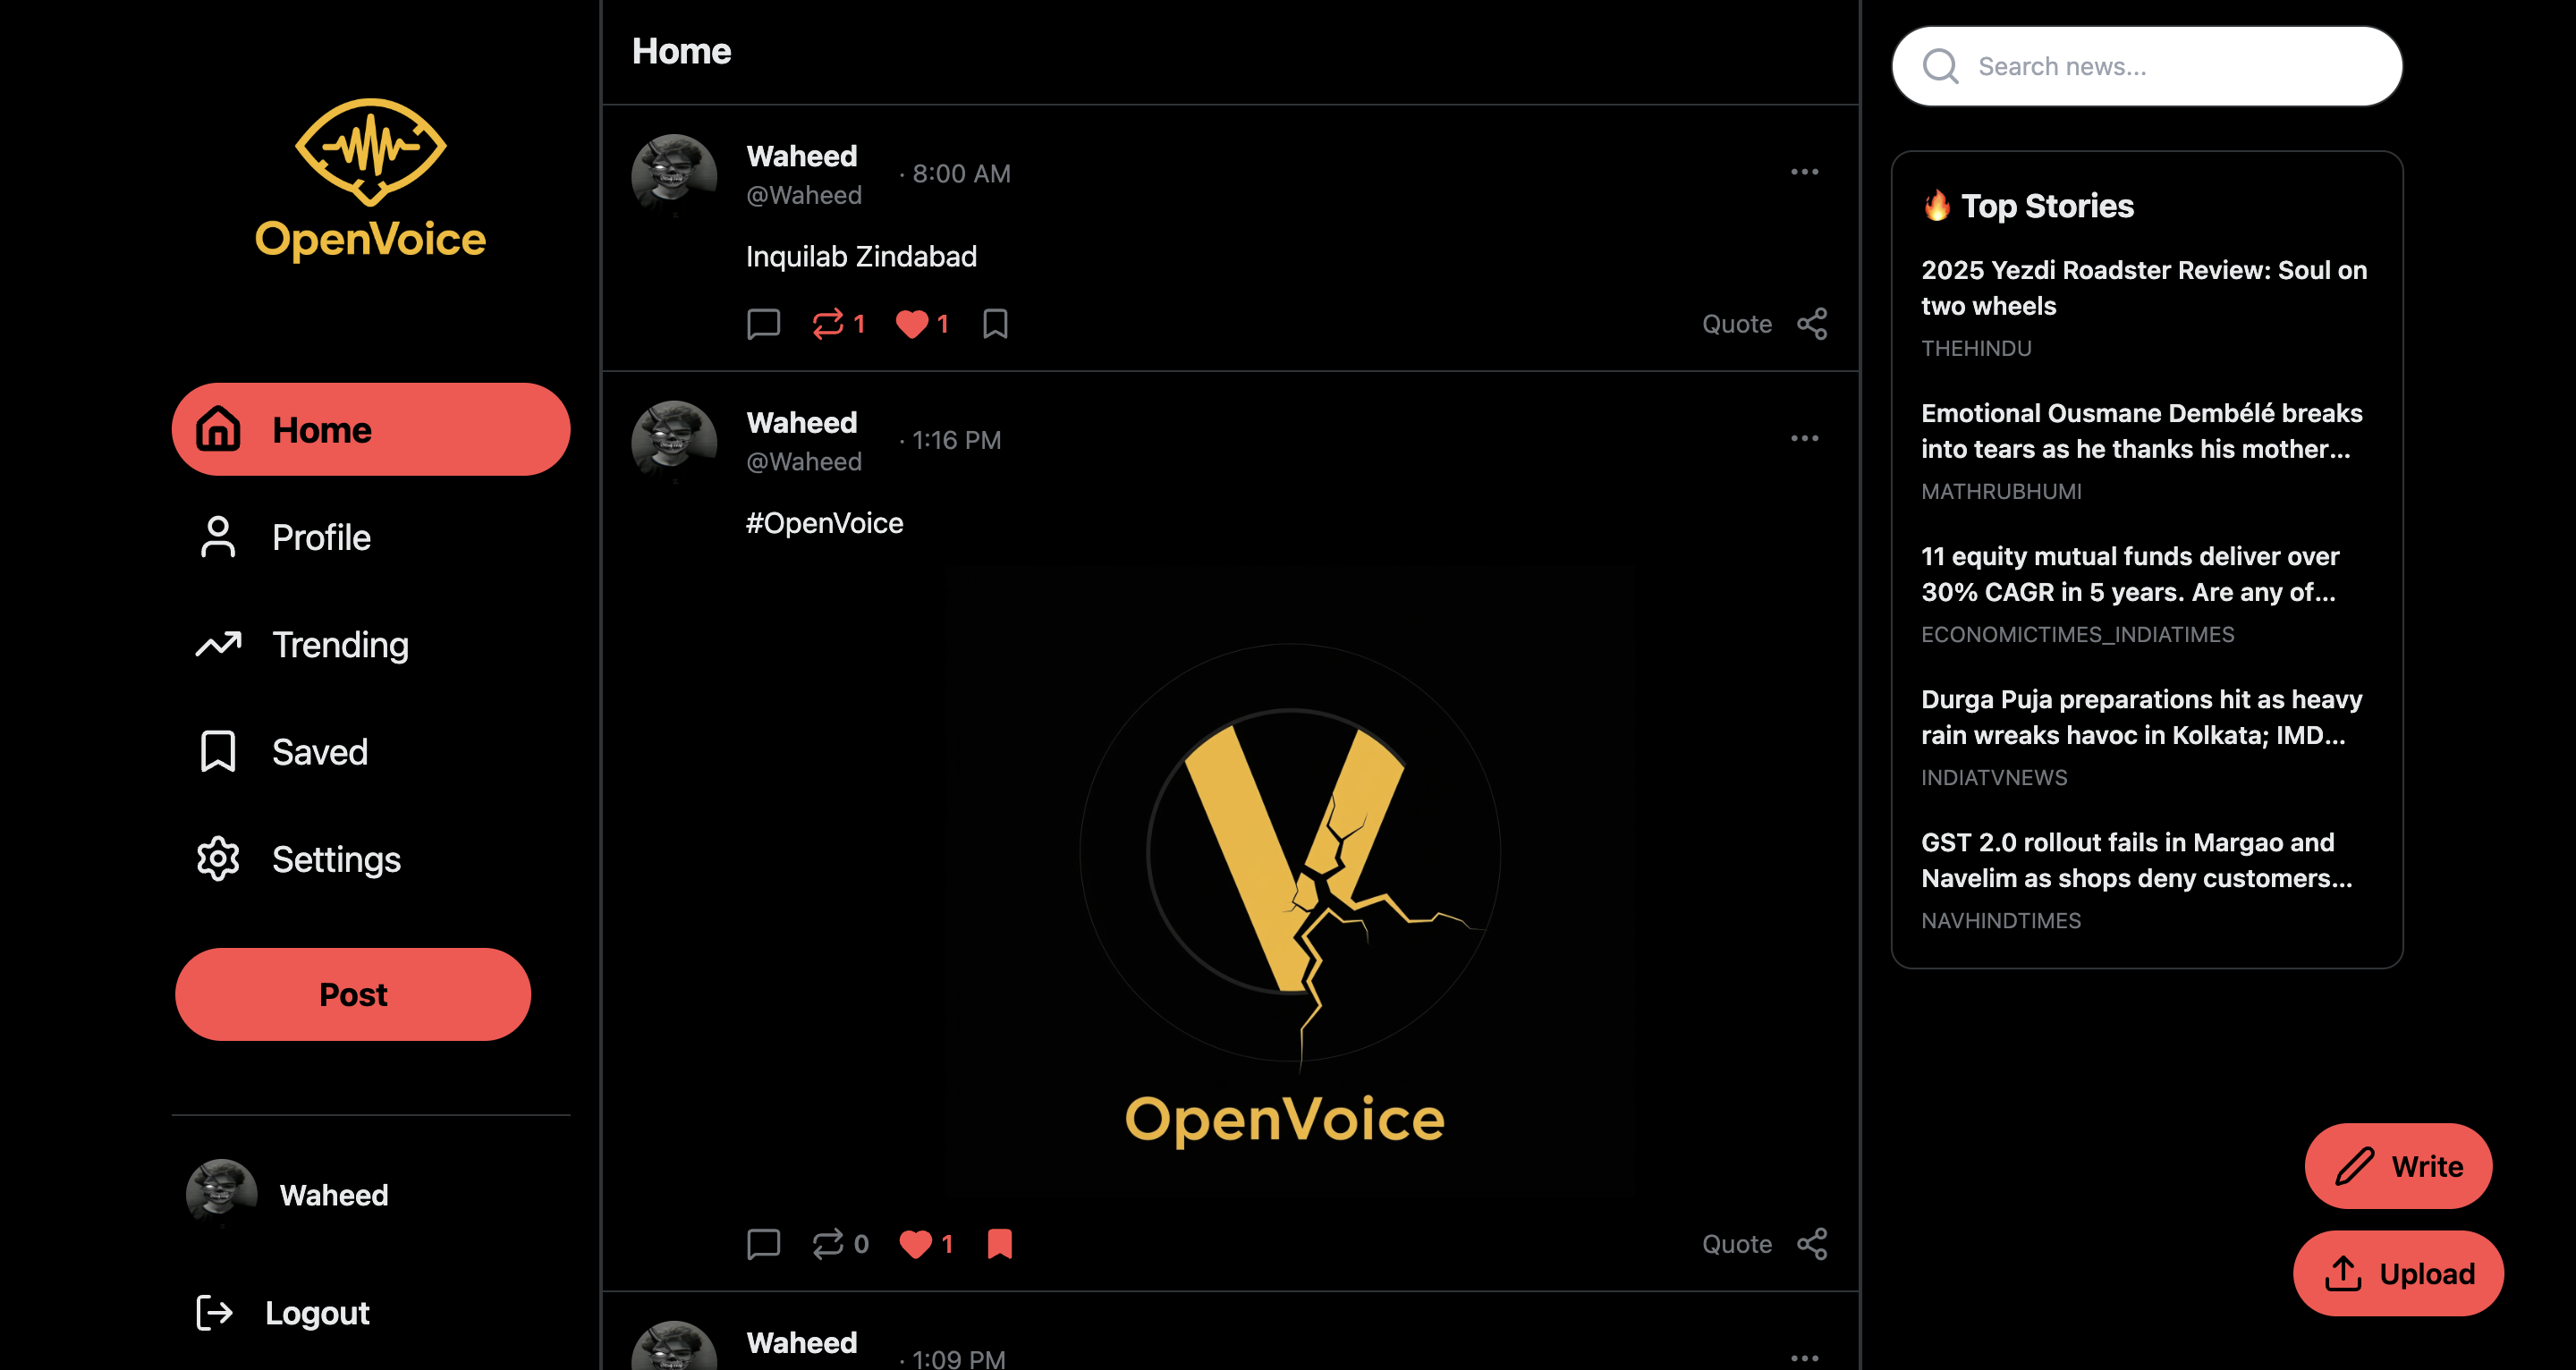 OpenVoice
Home
Profile
Trending
Saved
Settings
Post
Waheed
Logout
Home
Waheed
@Waheed
· 8:00 AM
Inquilab Zindabad
1
1
Quote
Waheed
@Waheed
· 1:16 PM
#OpenVoice
OpenVoice
0
1
Quote
Waheed
· 1:09 PM
Search news...
🔥 Top Stories
2025 Yezdi Roadster Review: Soul on
two wheels
THEHINDU
Emotional Ousmane Dembélé breaks
into tears as he thanks his mother...
MATHRUBHUMI
11 equity mutual funds deliver over
30% CAGR in 5 years. Are any of...
ECONOMICTIMES_INDIATIMES
Durga Puja preparations hit as heavy
rain wreaks havoc in Kolkata; IMD...
INDIATVNEWS
GST 2.0 rollout fails in Margao and
Navelim as shops deny customers...
NAVHINDTIMES
Write
Upload